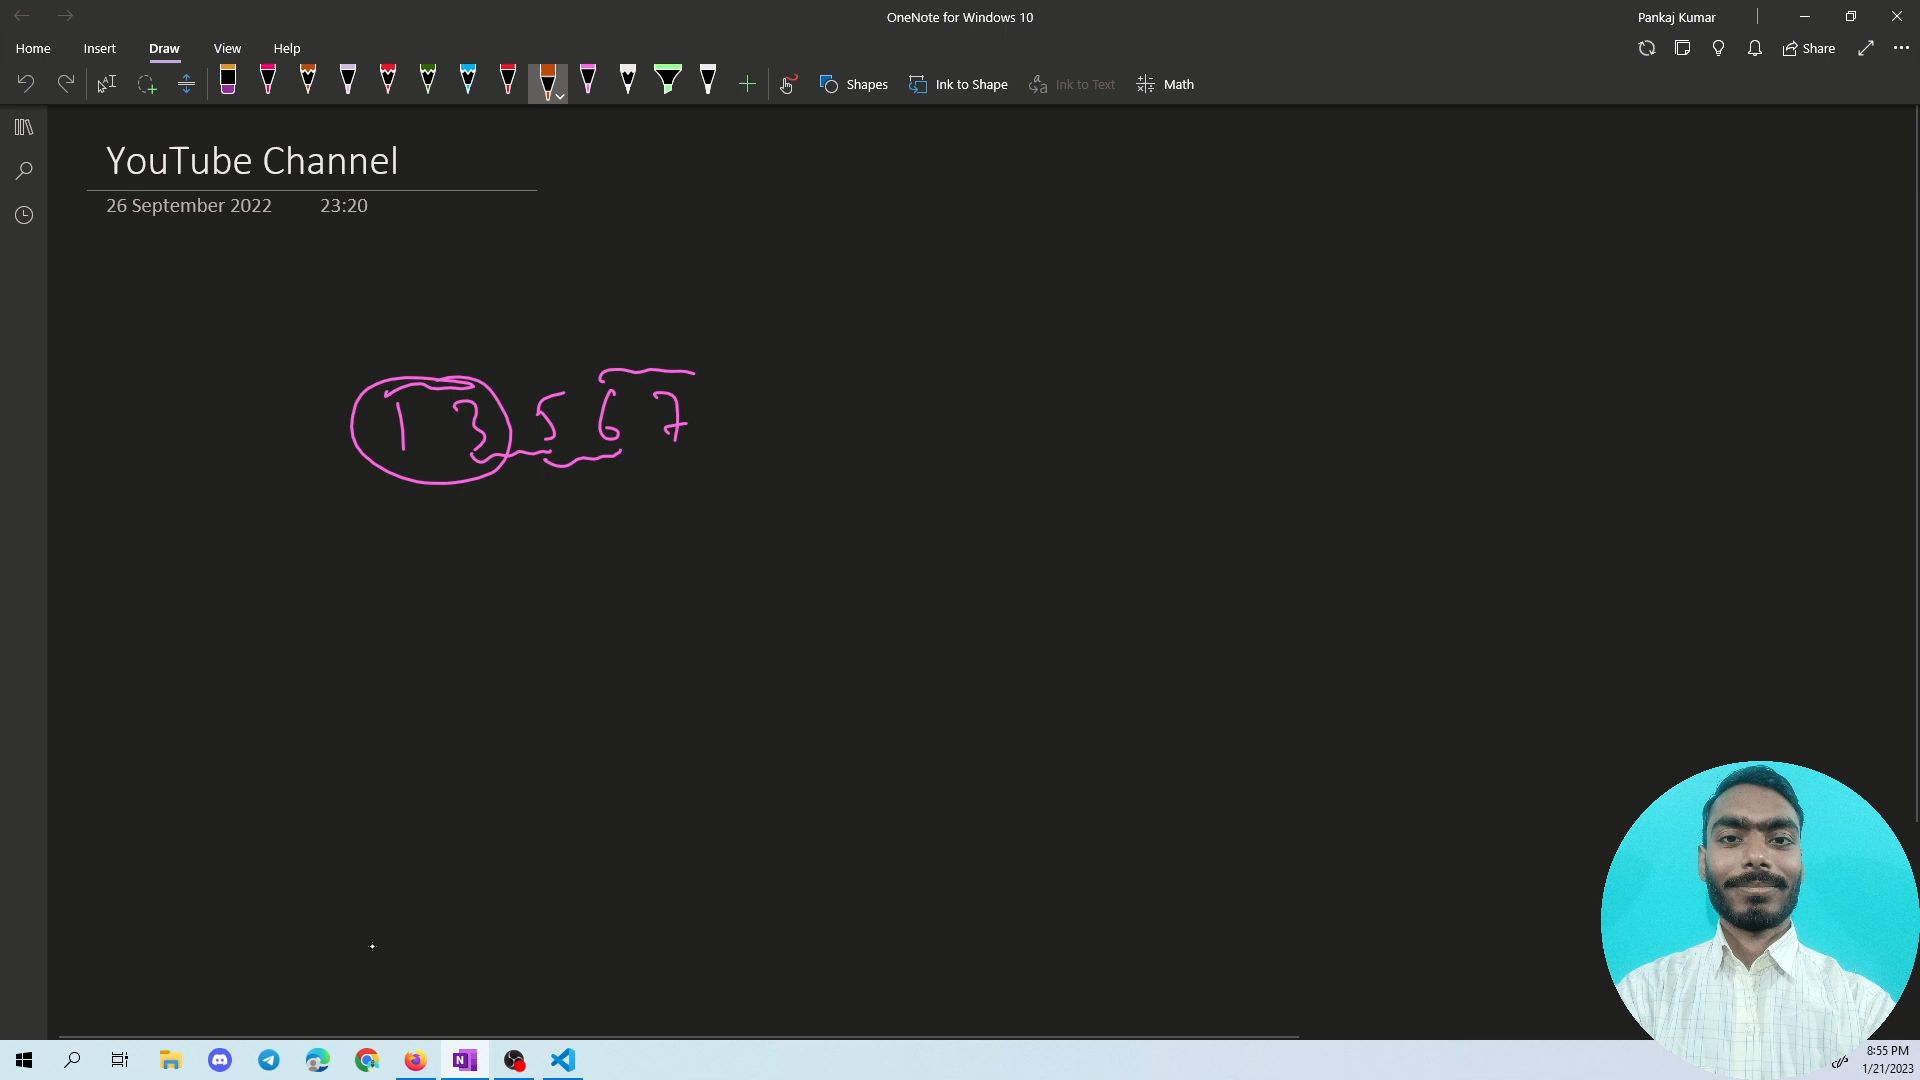 OneNote for Windows 10
Pankaj Kumar
Home Insert Draw View Help
Share
Shapes Ink to Shape Ink to Text Math
YouTube Channel
26 September 2022 23:20
1 3 5 6 7
8:55 PM
1/21/2023